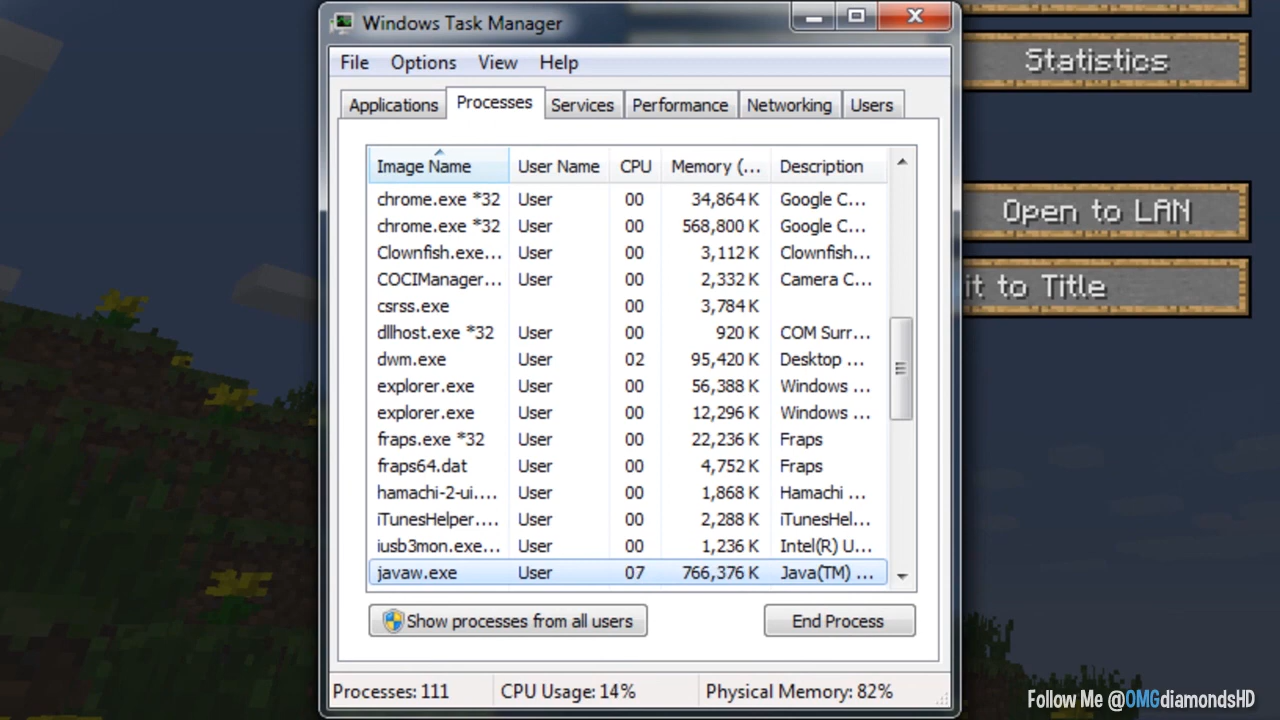 Windows Task Manager
File Options View Help
Applications Processes Services Performance Networking Users
Image Name User Name CPU Memory (... Description
chrome.exe *32 User 00 34,864 K Google C...
chrome.exe *32 User 00 568,800 K Google C...
Clownfish.exe... User 00 3,112 K Clownfish...
COCIManager... User 00 2,332 K Camera C...
csrss.exe 00 3,784 K
dllhost.exe *32 User 00 920 K COM Surr...
dwm.exe User 02 95,420 K Desktop ...
explorer.exe User 00 56,388 K Windows ...
explorer.exe User 00 12,296 K Windows ...
fraps.exe *32 User 00 22,236 K Fraps
fraps64.dat User 00 4,752 K Fraps
hamachi-2-ui.... User 00 1,868 K Hamachi ...
iTunesHelper.... User 00 2,288 K iTunesHel...
iusb3mon.exe... User 00 1,236 K Intel(R) U...
javaw.exe User 07 766,376 K Java(TM) ...
Show processes from all users End Process
Processes: 111 CPU Usage: 14% Physical Memory: 82%
Statistics
Open to LAN
it to Title
Follow Me @OMGdiamondsHD